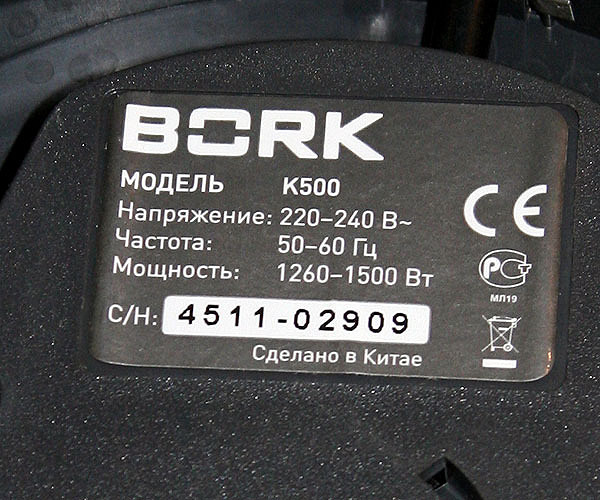 BORK
МОДЕЛЬ K500
Напряжение: 220–240 В~
Частота: 50–60 Гц
Мощность: 1260–1500 Вт
С/Н: 4511-02909
Сделано в Китае
CE
РСТ
МЛ19